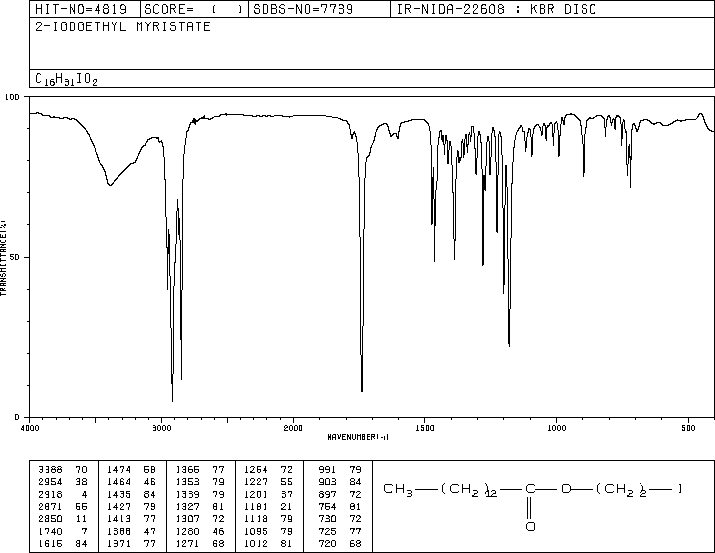 HIT-NO=4819 SCORE= ( ) SDBS-NO=7739 IR-NIDA-22608 : KBR DISC
2-IODOETHYL MYRISTATE
C16H31IO2
100
50
0
TRANSMITTANCE(%)
4000 3000 2000 1500 1000 500
WAVENUMBER(-1)
3388 70 1474 58 1366 77 1254 72 991 79
2954 38 1464 46 1353 79 1227 55 903 84
2918 4 1435 84 1339 79 1201 37 897 72
2871 66 1427 79 1327 81 1181 21 754 81
2850 11 1413 77 1307 72 1118 79 730 72
1740 7 1388 47 1280 46 1095 79 725 77
1615 84 1371 77 1271 68 1012 81 720 68
CH3 (CH2)12 C O (CH2)2 I
O